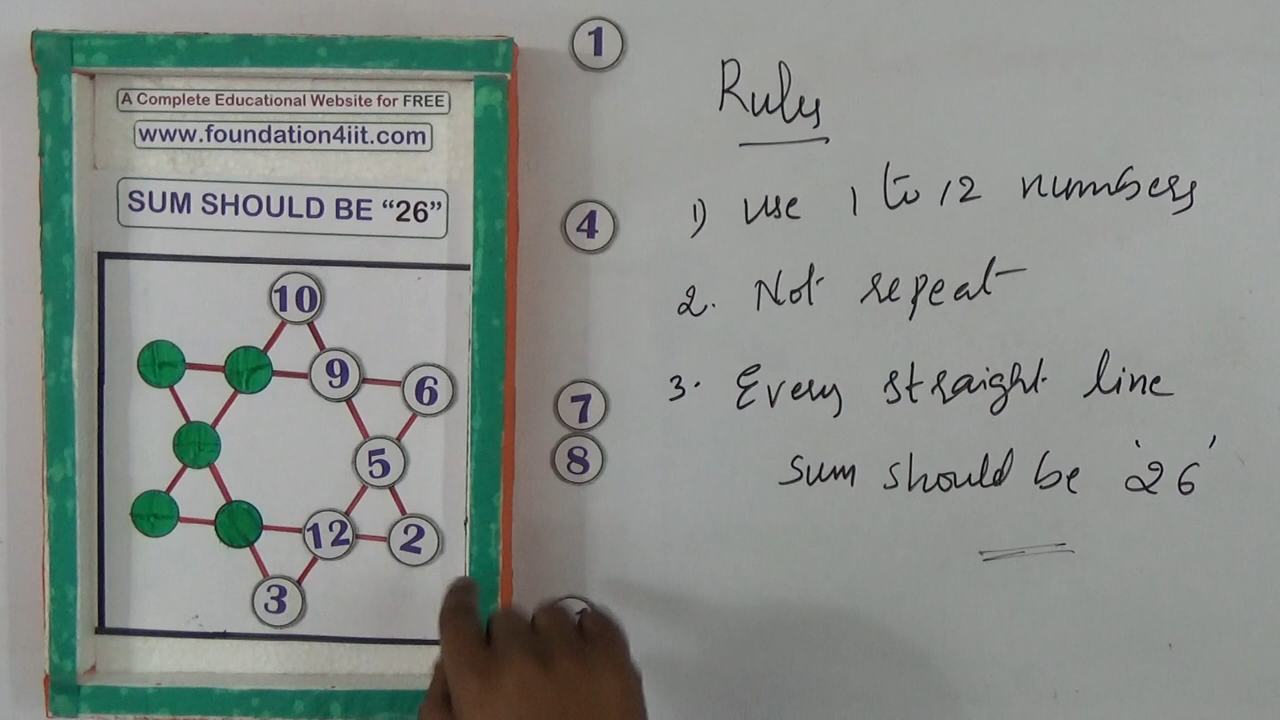 A Complete Educational Website for FREE
www.foundation4iit.com
SUM SHOULD BE “26”
10
9
6
5
12
2
3
1
4
7
8
Rules
1) use 1 to 12 numbers
2. Not repeat
3. Every straight line
sum should be '26'